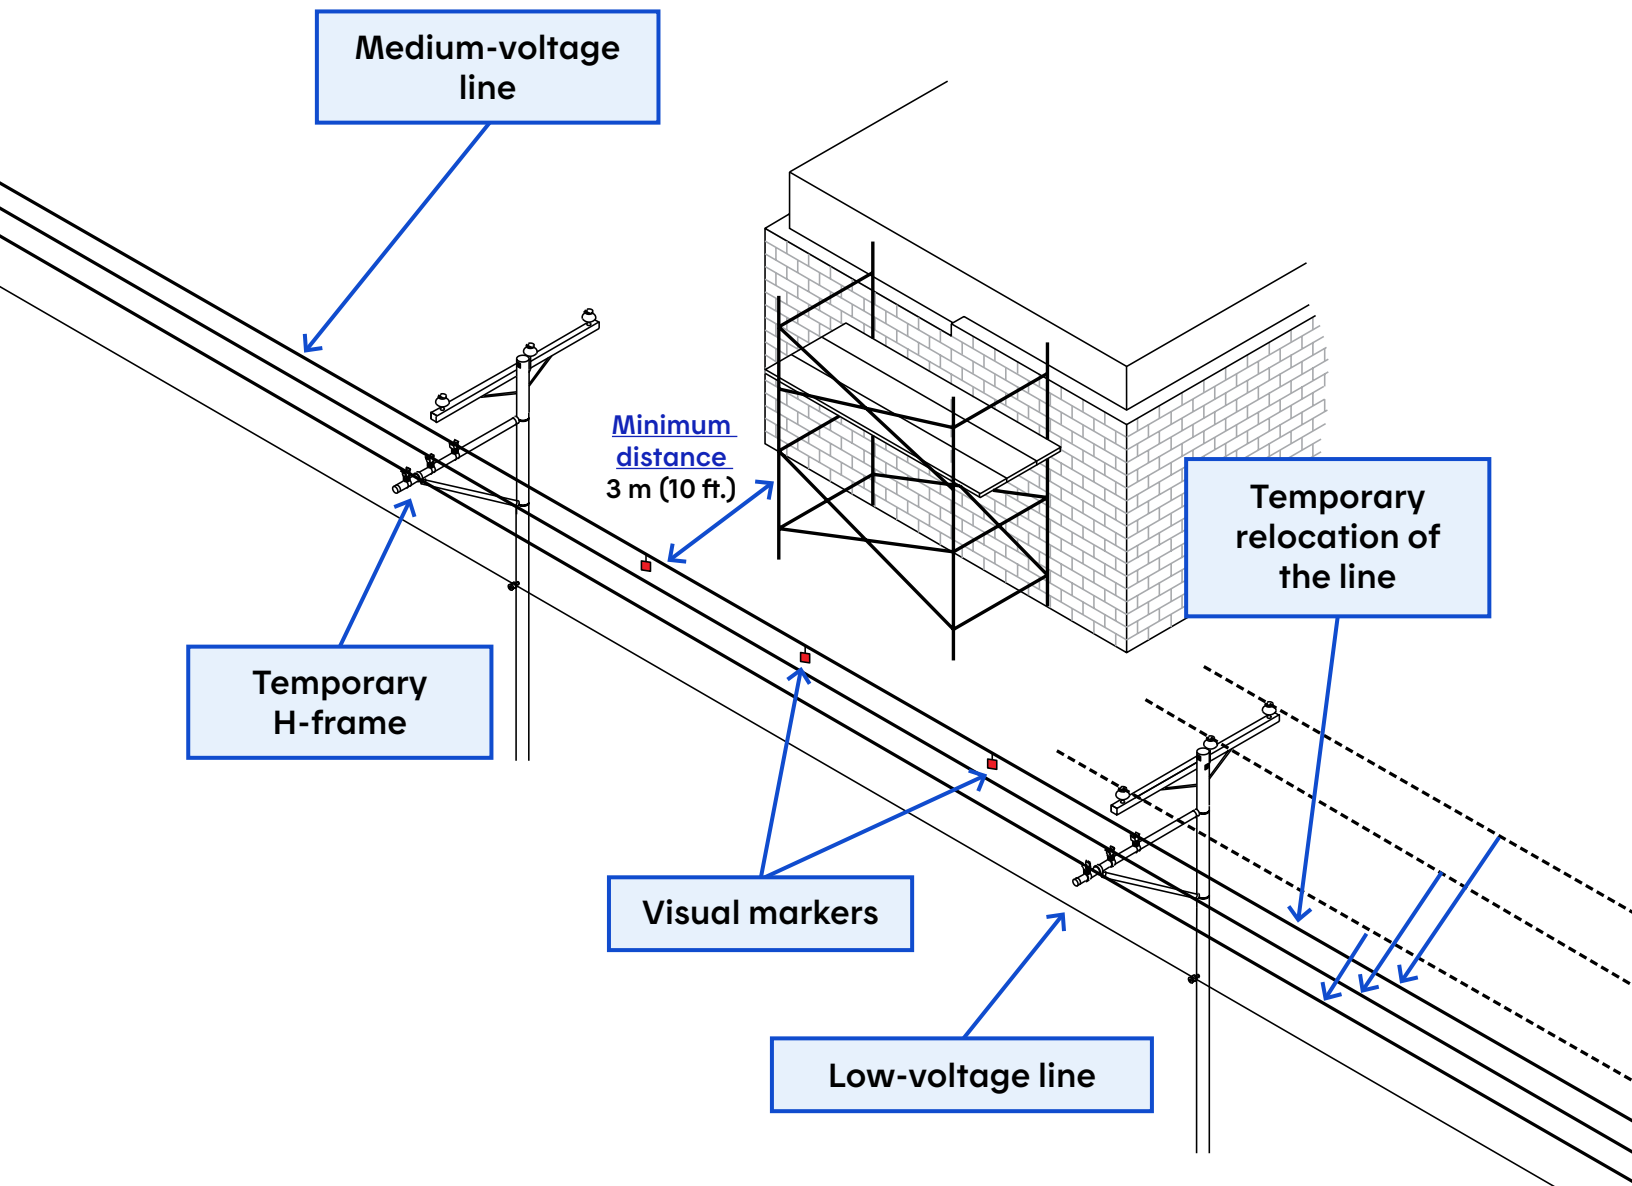 Medium-voltage
line
Minimum
distance
3 m (10 ft.)
Temporary
relocation of
the line
Temporary
H-frame
Visual markers
Low-voltage line